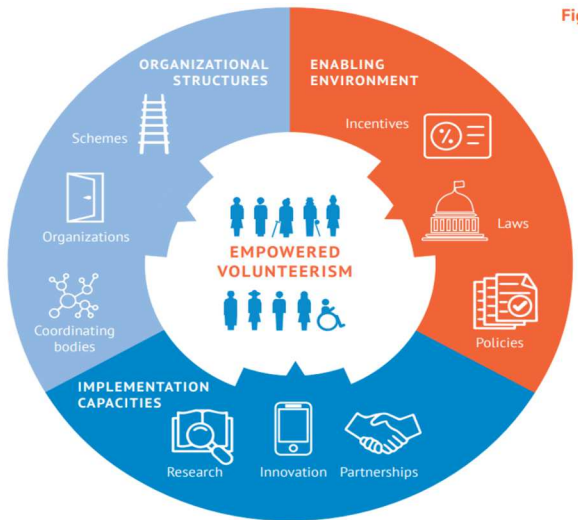 Fig
ORGANIZATIONAL
STRUCTURES
Schemes
Organizations
Coordinating
bodies
ENABLING
ENVIRONMENT
Incentives
Laws
Policies
EMPOWERED
VOLUNTEERISM
IMPLEMENTATION
CAPACITIES
Research
Innovation
Partnerships